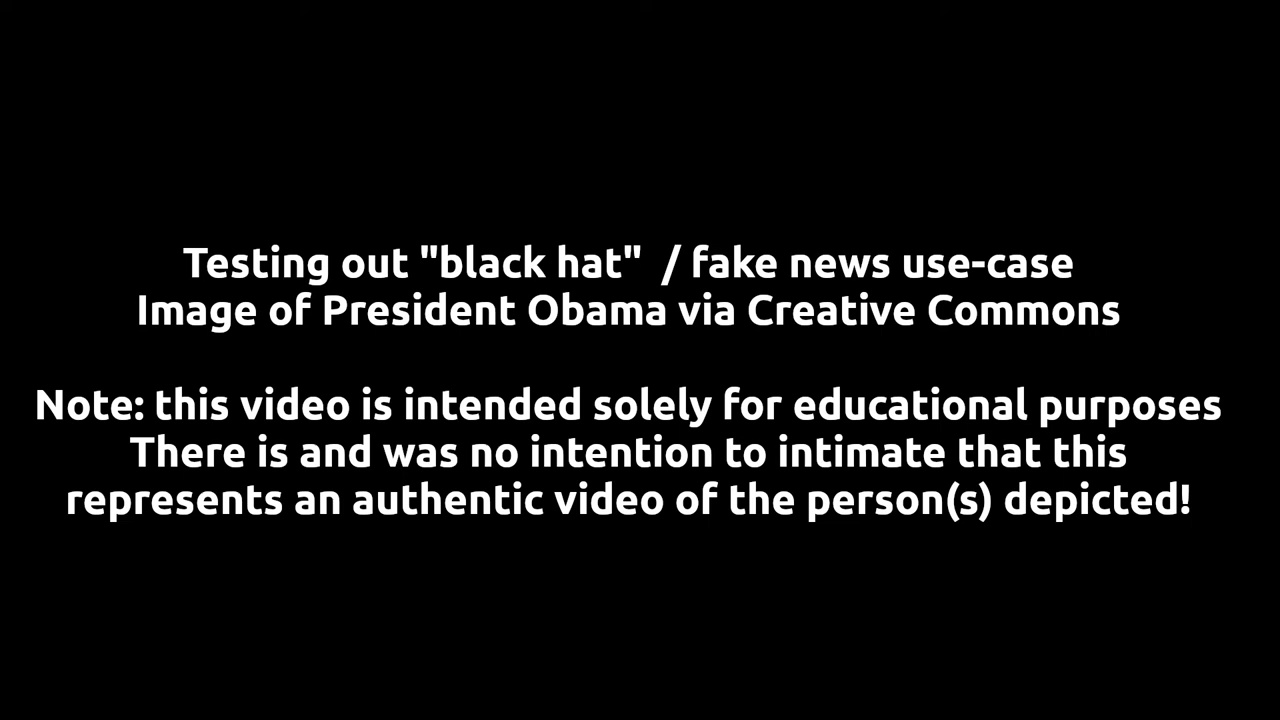 Testing out "black hat"  / fake news use-case
Image of President Obama via Creative Commons
Note: this video is intended solely for educational purposes
There is and was no intention to intimate that this
represents an authentic video of the person(s) depicted!